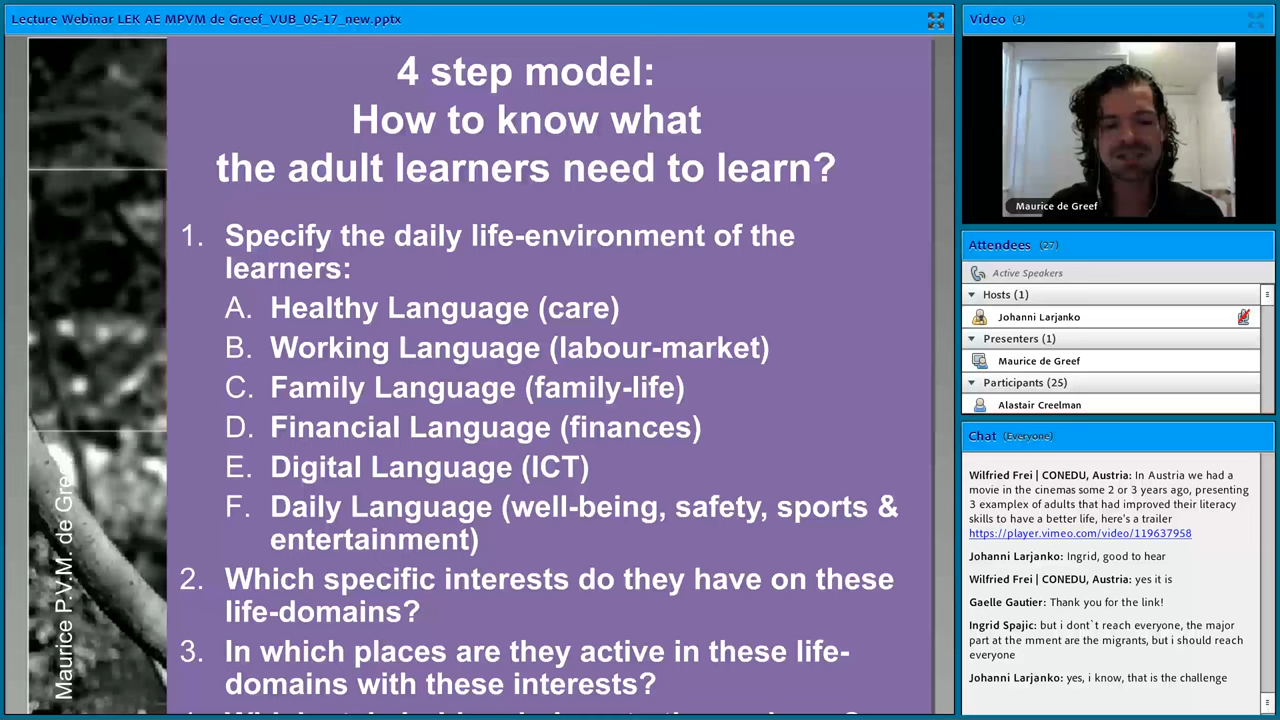 Lecture Webinar LEK AE MPVM de Greef_VUB_05-17_new.pptx
4 step model:
How to know what
the adult learners need to learn?
1. Specify the daily life-environment of the
learners:
A. Healthy Language (care)
B. Working Language (labour-market)
C. Family Language (family-life)
D. Financial Language (finances)
E. Digital Language (ICT)
F. Daily Language (well-being, safety, sports &
entertainment)
2. Which specific interests do they have on these
life-domains?
3. In which places are they active in these life-
domains with these interests?
Maurice P.V.M. de Greef
Video (1)
Maurice de Greef
Attendees (27)
Active Speakers
Hosts (1)
Johanni Larjanko
Presenters (1)
Maurice de Greef
Participants (25)
Alastair Creelman
Chat (Everyone)
Wilfried Frei | CONEDU, Austria: In Austria we had a
movie in the cinemas some 2 or 3 years ago, presenting
3 example of adults that had improved their literacy
skills to have a better life, here's a trailer
https://player.vimeo.com/video/119637958
Johanni Larjanko: Ingrid, good to hear
Wilfried Frei | CONEDU, Austria: yes it is
Gaelle Gautier: Thank you for the link!
Ingrid Spajic: but i don`t reach everyone, the major
part at the mment are the migrants, but i should reach
everyone
Johanni Larjanko: yes, i know, that is the challenge